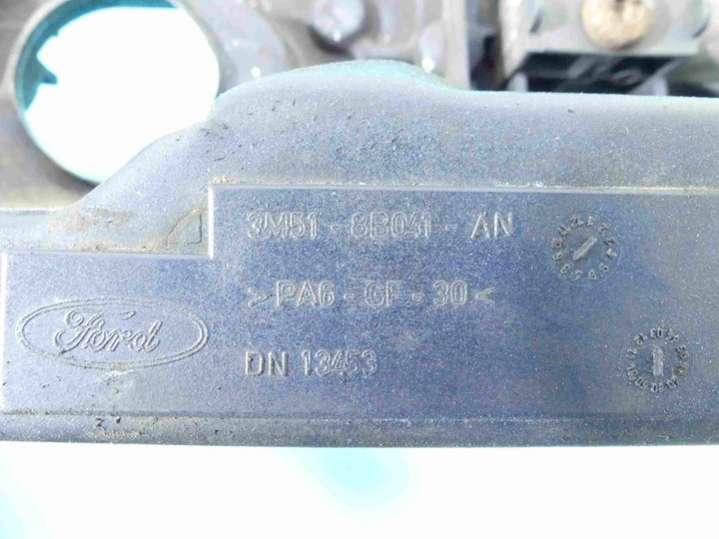 3M51 - 8B041 - AN
>PA6 - GF - 30<
Ford
DN 13453